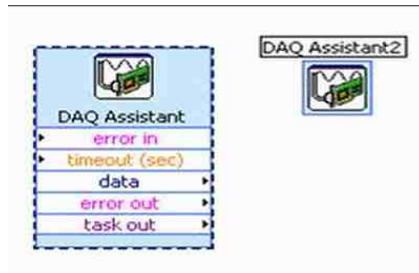 DAQ Assistant
error in
timeout (sec)
data
error out
task out
DAQ Assistant2